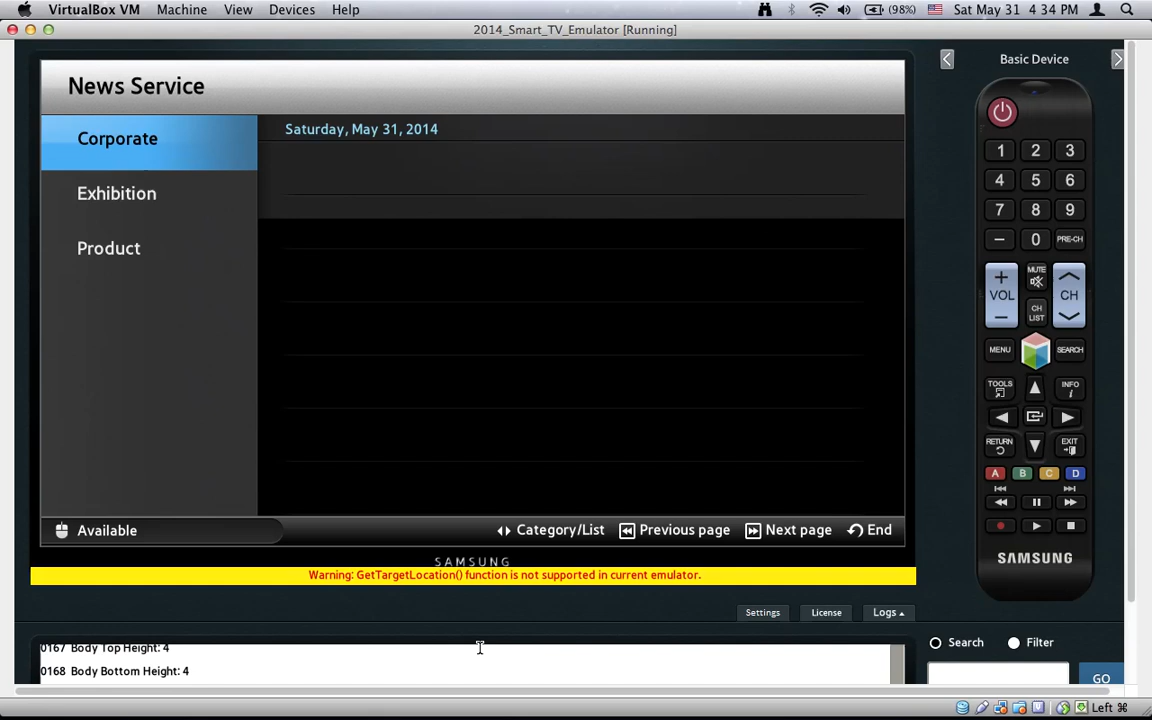 VirtualBox VM Machine View Devices Help (98%) Sat May 31 4:34 PM
2014_Smart_TV_Emulator [Running]
News Service
Corporate
Exhibition
Product
Saturday, May 31, 2014
Available
Category/List Previous page Next page End
SAMSUNG
Warning: GetTargetLocation() function is not supported in current emulator.
Settings License Logs
0167 Body Top Height: 4
0168 Body Bottom Height: 4
Basic Device
1 2 3
4 5 6
7 8 9
− 0 PRE-CH
+ MUTE
VOL CH
− CH LIST
MENU SEARCH
TOOLS INFO
i
RETURN EXIT
A B C D
SAMSUNG
Search Filter
GO
Left ⌘